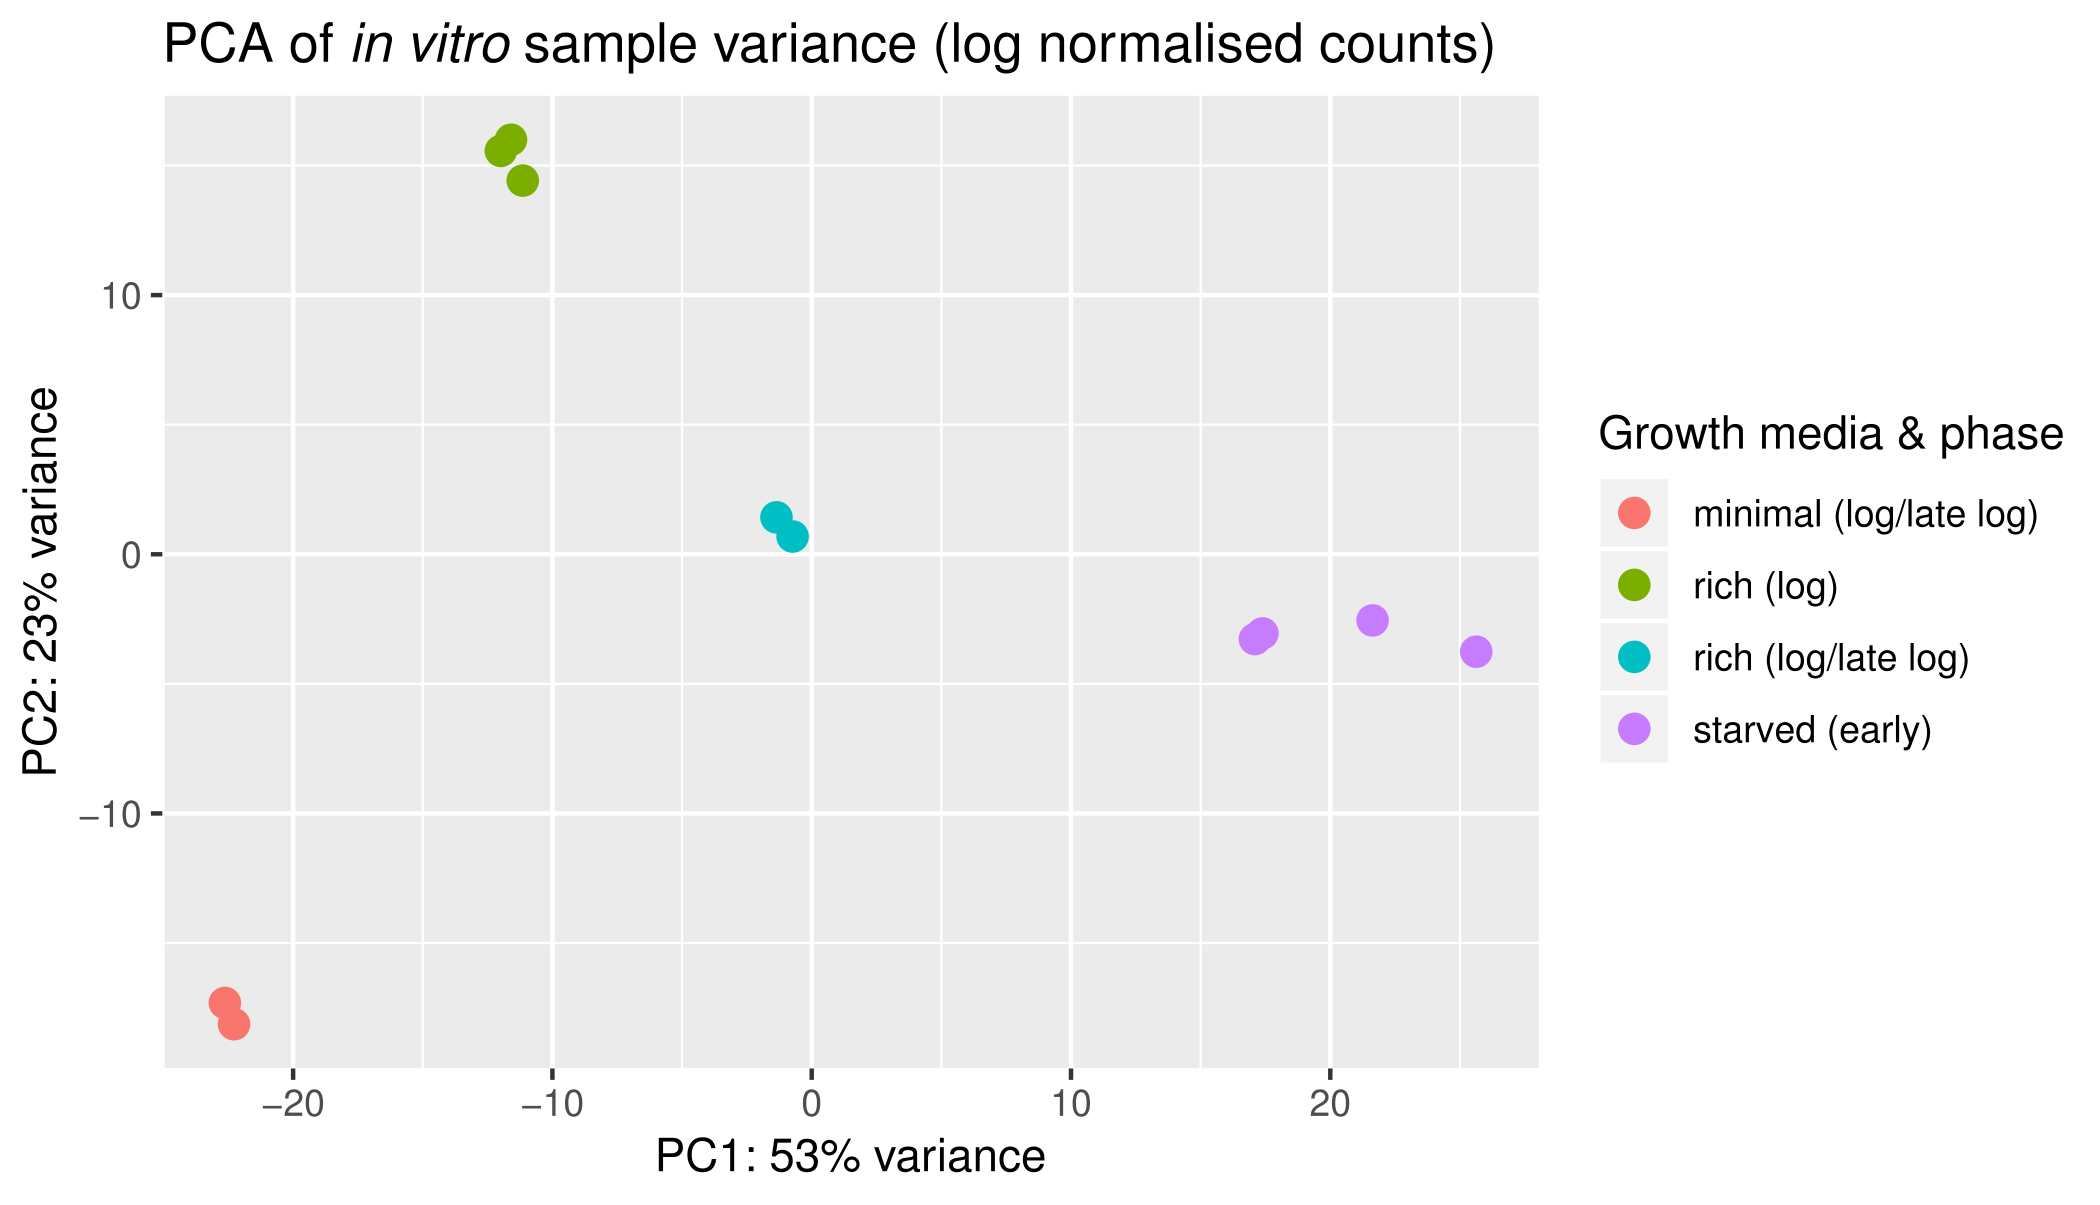 PCA of in vitro sample variance (log normalised counts)
PC2: 23% variance
10
0
−10
−20
−10
0
10
20
PC1: 53% variance
Growth media & phase
minimal (log/late log)
rich (log)
rich (log/late log)
starved (early)